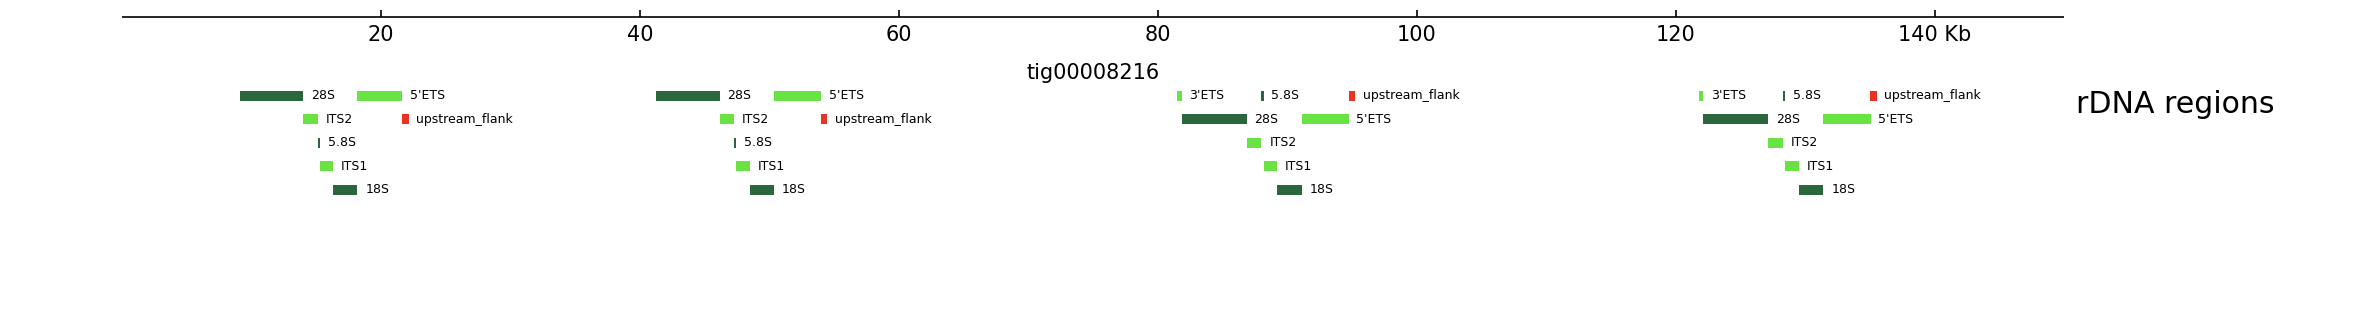 20 40 60 80 100 120 140 Kb
tig00008216
28S 5'ETS 28S 5'ETS 3'ETS 5.8S upstream_flank 3'ETS 5.8S upstream_flank
rDNA regions
ITS2 upstream_flank ITS2 upstream_flank 28S 5'ETS 28S 5'ETS
5.8S 5.8S ITS2 ITS2
ITS1 ITS1 ITS1 ITS1
18S 18S 18S 18S